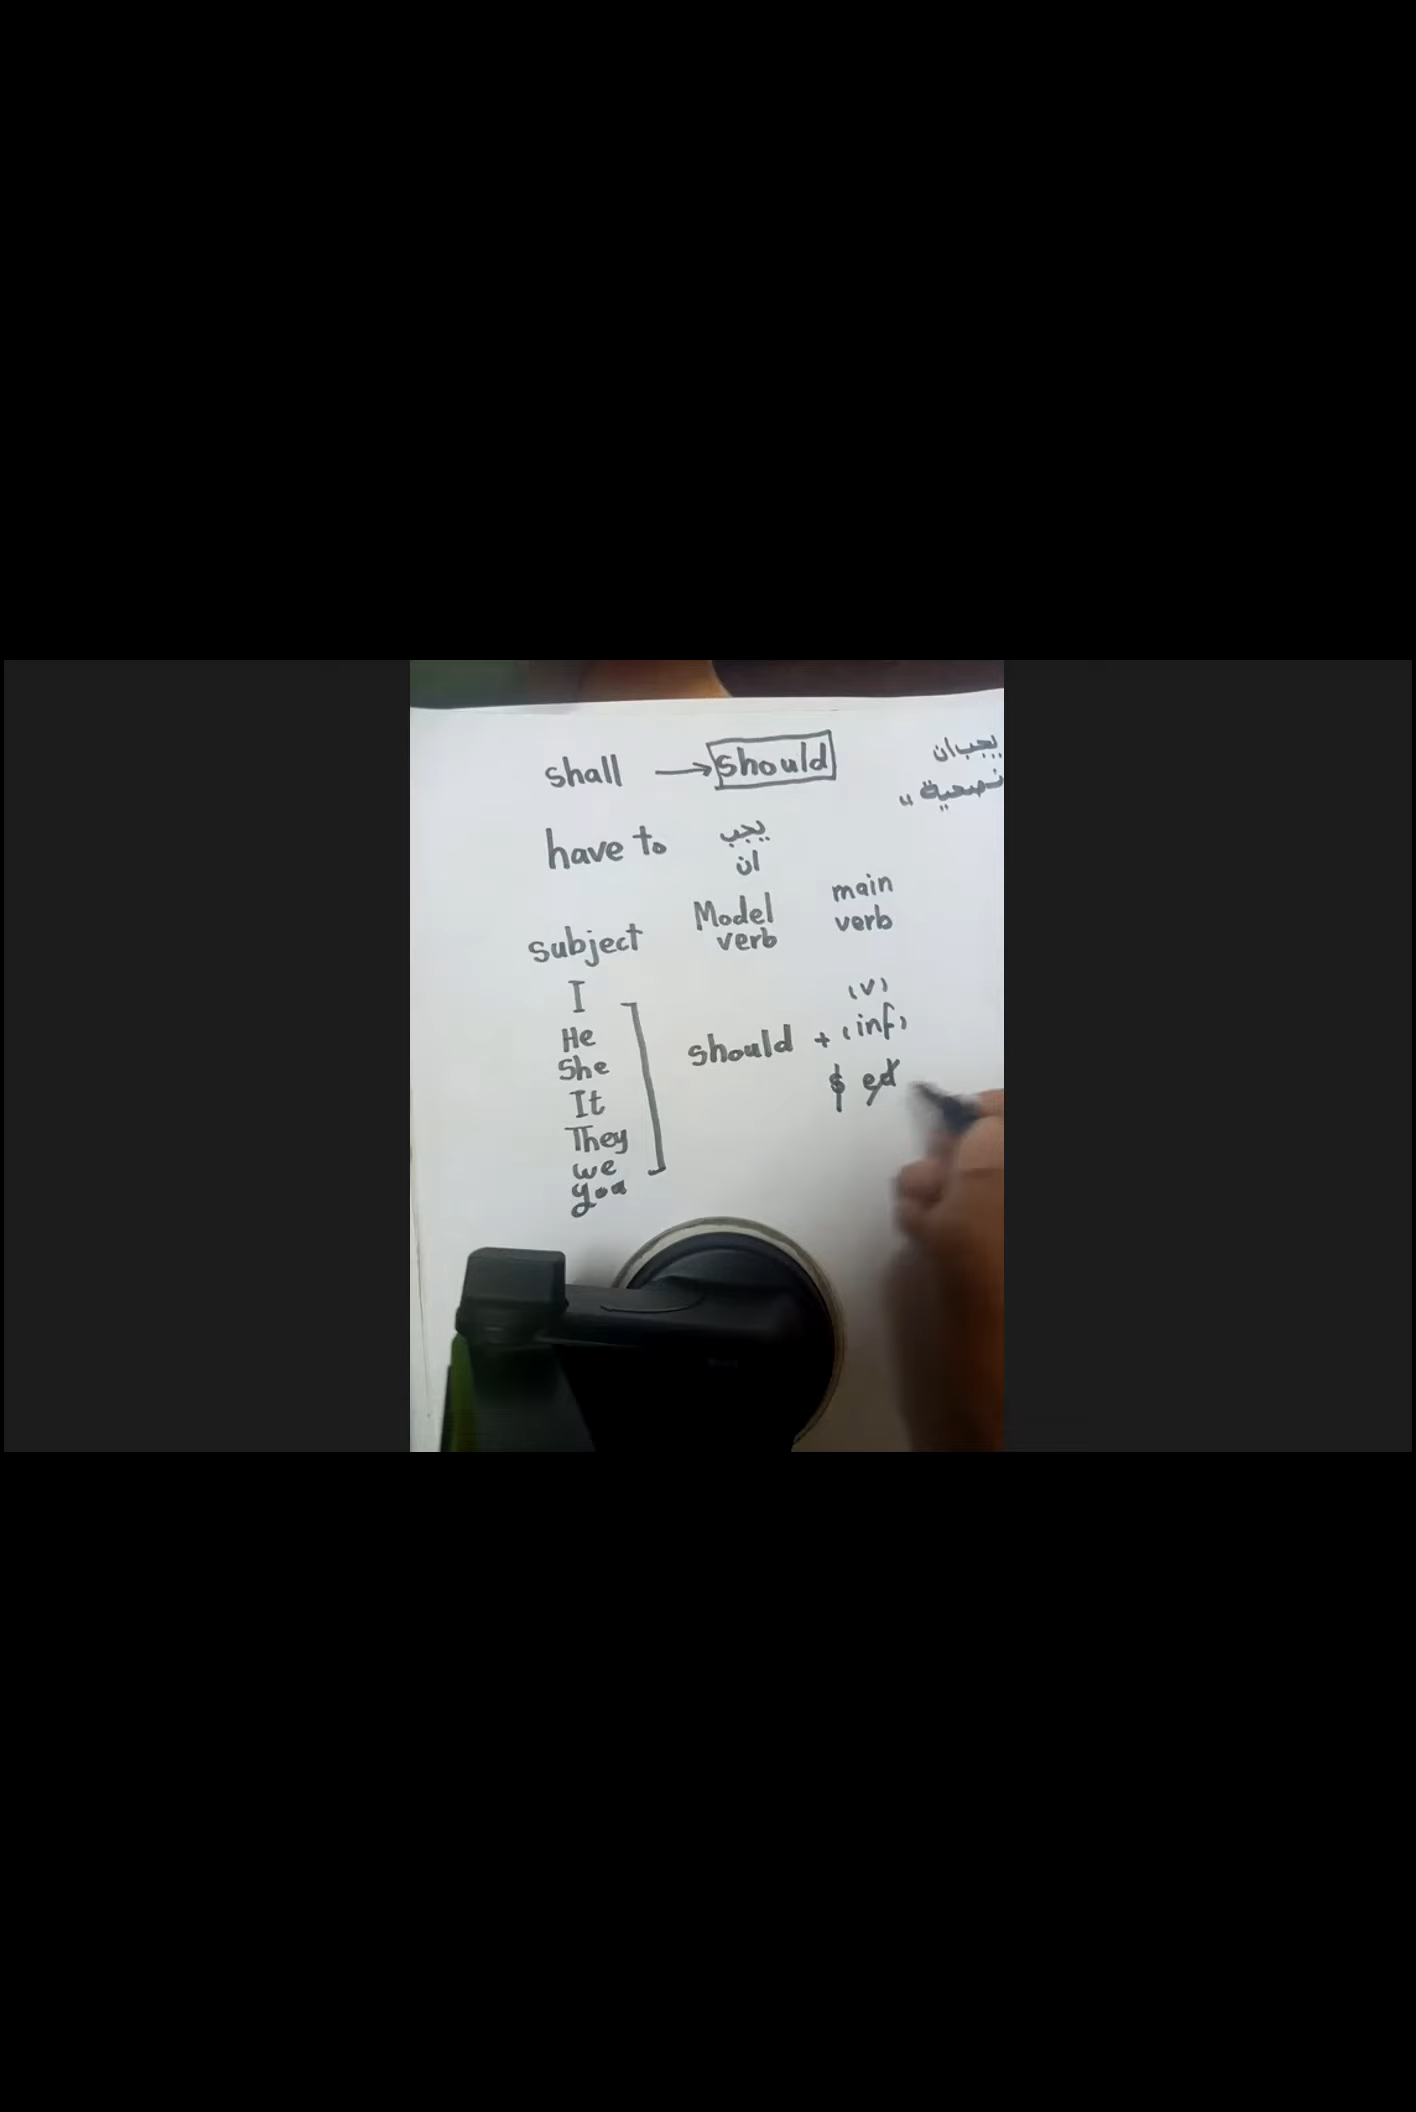 shall → should
يجب ان
نصيحة "
have to
يجب
ان
subject
Model
verb
main
verb
I
He
She
It
They
we
you
should + (inf)
(v)
s ed